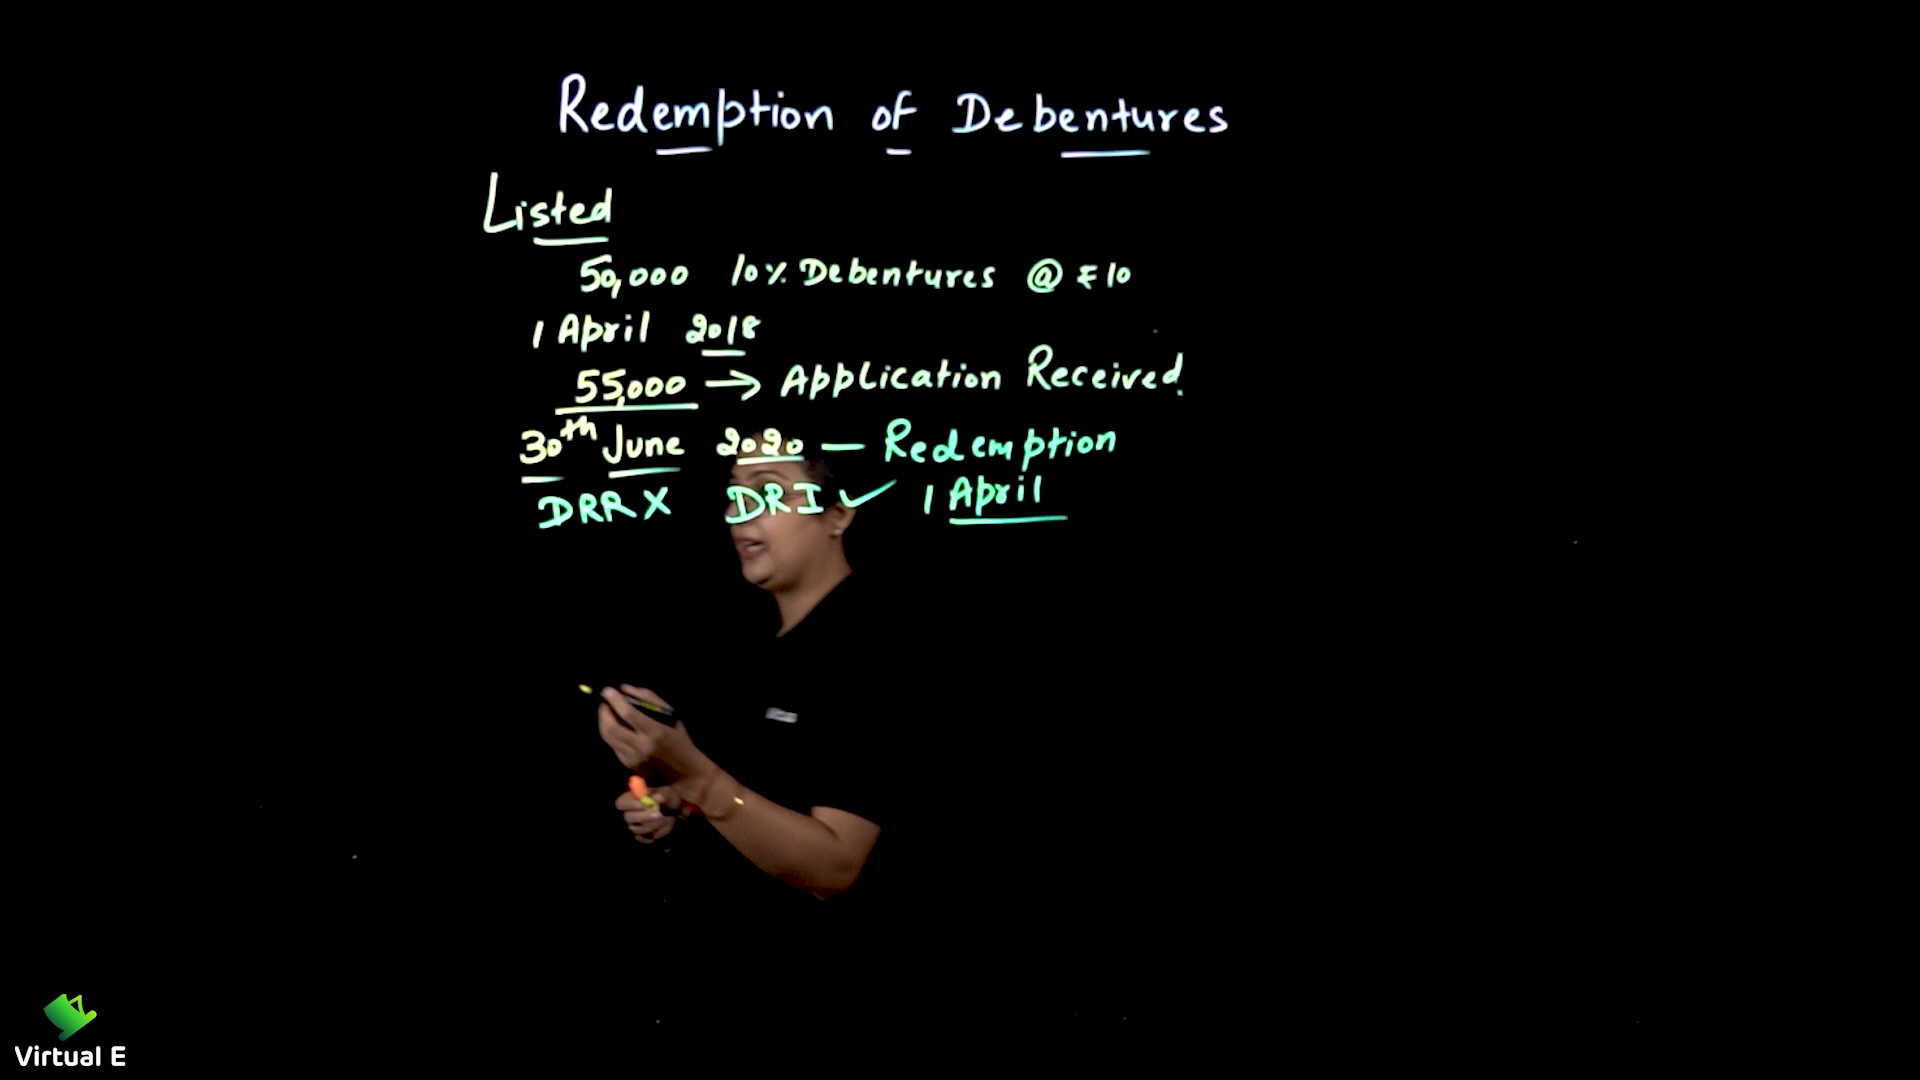 Redemption of Debentures
Listed
50,000 10% Debentures @ ₹10
1 April 2018
55,000 → Application Received.
30th June 2020 — Redemption
DRR X DRI ✓ 1 April
Virtual E